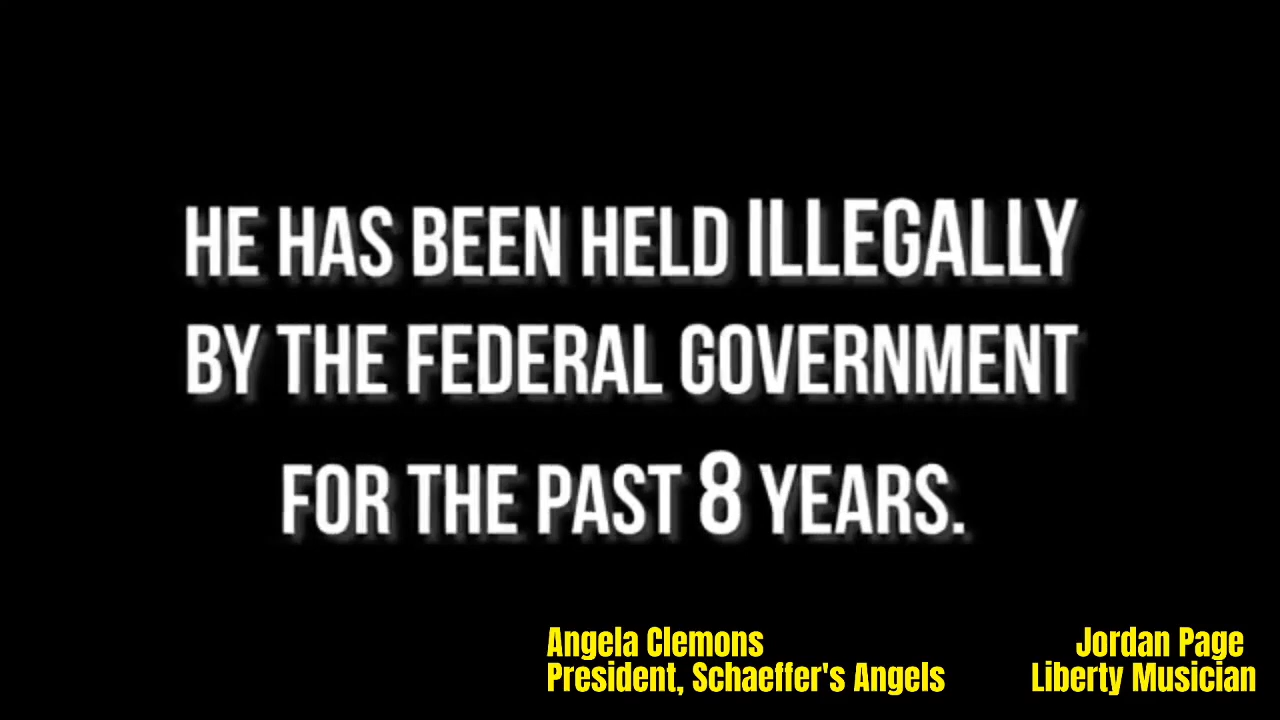 HE HAS BEEN HELD ILLEGALLY
BY THE FEDERAL GOVERNMENT
FOR THE PAST 8 YEARS.
Angela Clemons
President, Schaeffer's Angels
Jordan Page
Liberty Musician